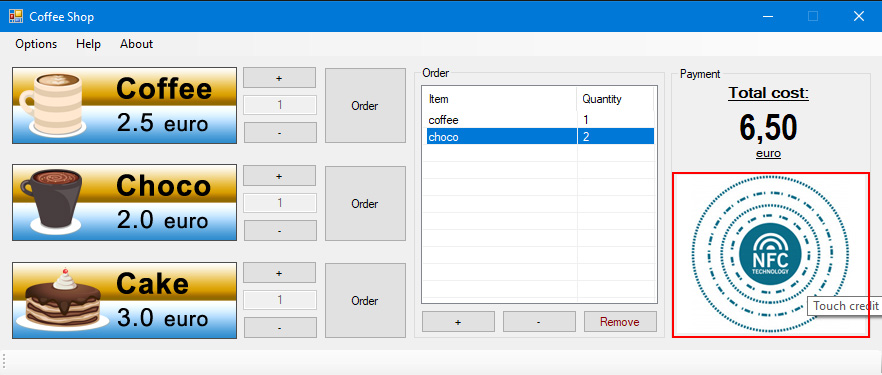 Coffee Shop
Options Help About
Coffee
2.5 euro
+
1
-
Order
Choco
2.0 euro
+
1
-
Order
Cake
3.0 euro
+
1
-
Order
Order
Item Quantity
coffee 1
choco 2
+ - Remove
Payment
Total cost:
6,50
euro
NFC
TECHNOLOGY
Touch credit